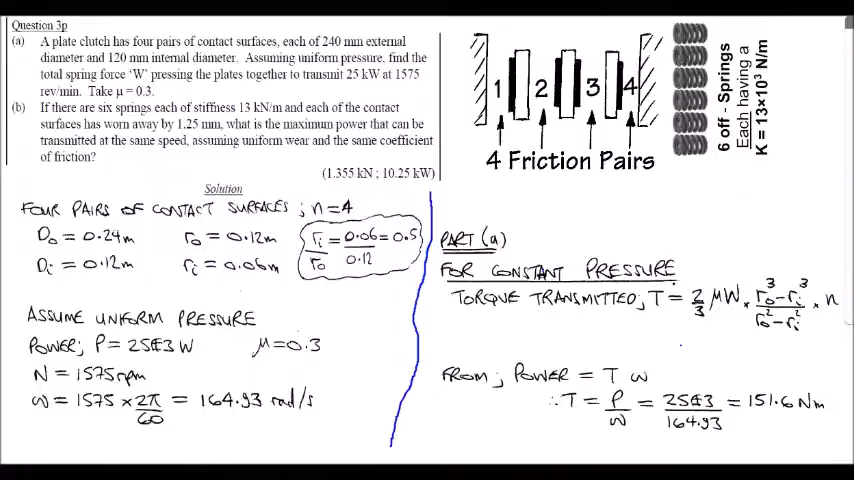 Question 3p
(a) A plate clutch has four pairs of contact surfaces, each of 240 mm external
diameter and 120 mm internal diameter. Assuming uniform pressure, find the
total spring force ‘W’ pressing the plates together to transmit 25 kW at 1575
rev/min. Take μ = 0.3.
(b) If there are six springs each of stiffness 13 kN/m and each of the contact
surfaces has worn away by 1.25 mm, what is the maximum power that can be
transmitted at the same speed, assuming uniform wear and the same coefficient
of friction?
(1.355 kN ; 10.25 kW)
1 2 3 4
4 Friction Pairs
6 off - Springs
Each having a
K = 13×10³ N/m
Solution
FOUR PAIRS OF CONTACT SURFACES; n=4
Do = 0.24m ro = 0.12m ri/ro = 0.06/0.12 = 0.5
Di = 0.12m ri = 0.06m
ASSUME UNIFORM PRESSURE
POWER; P = 25E3 W μ = 0.3
N = 1575rpm
ω = 1575 × 2π/60 = 164.93 rad/s
PART (a)
FOR CONSTANT PRESSURE
TORQUE TRANSMITTED; T = 2/3 μW × (ro³-ri³)/(ro²-ri²) × n
FROM; POWER = T ω
∴T = P/ω = 25E3/164.93 = 151.6 Nm